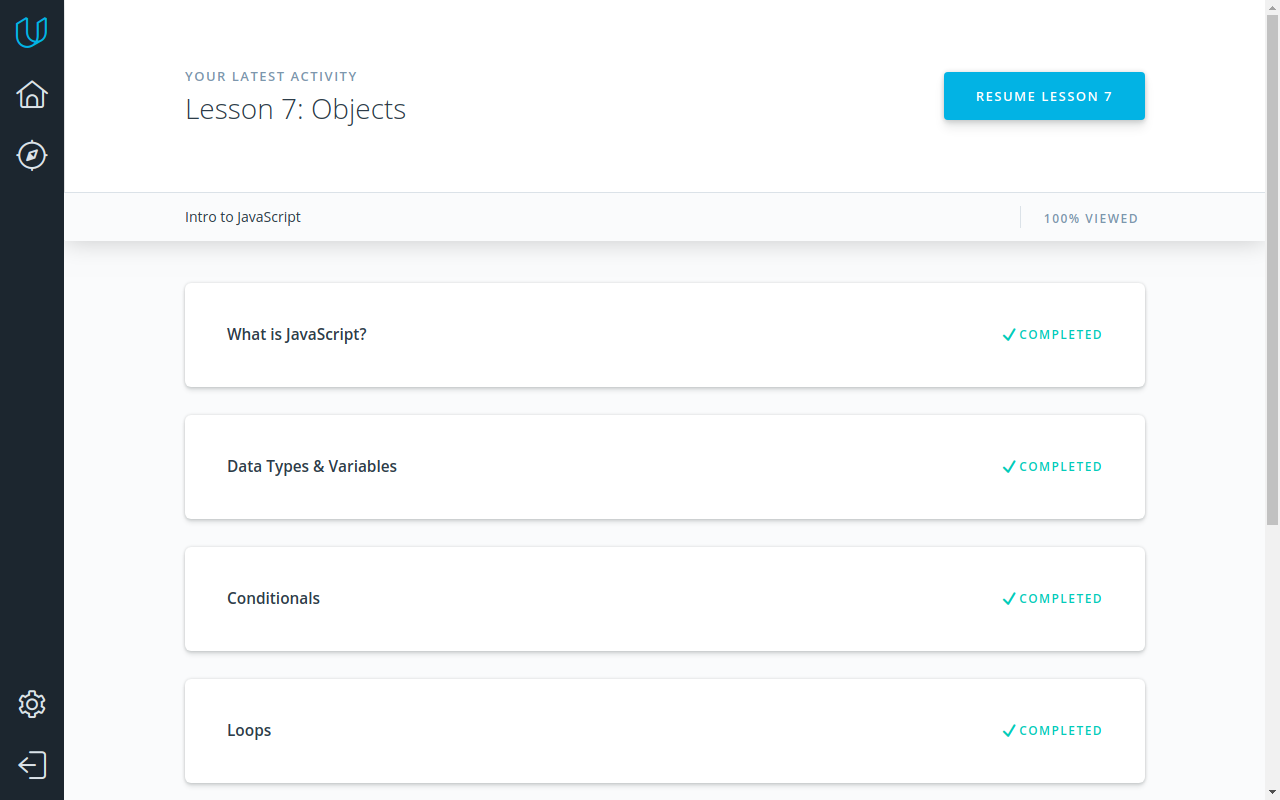 YOUR LATEST ACTIVITY
Lesson 7: Objects
RESUME LESSON 7
Intro to JavaScript
100% VIEWED
What is JavaScript?
COMPLETED
Data Types & Variables
COMPLETED
Conditionals
COMPLETED
Loops
COMPLETED